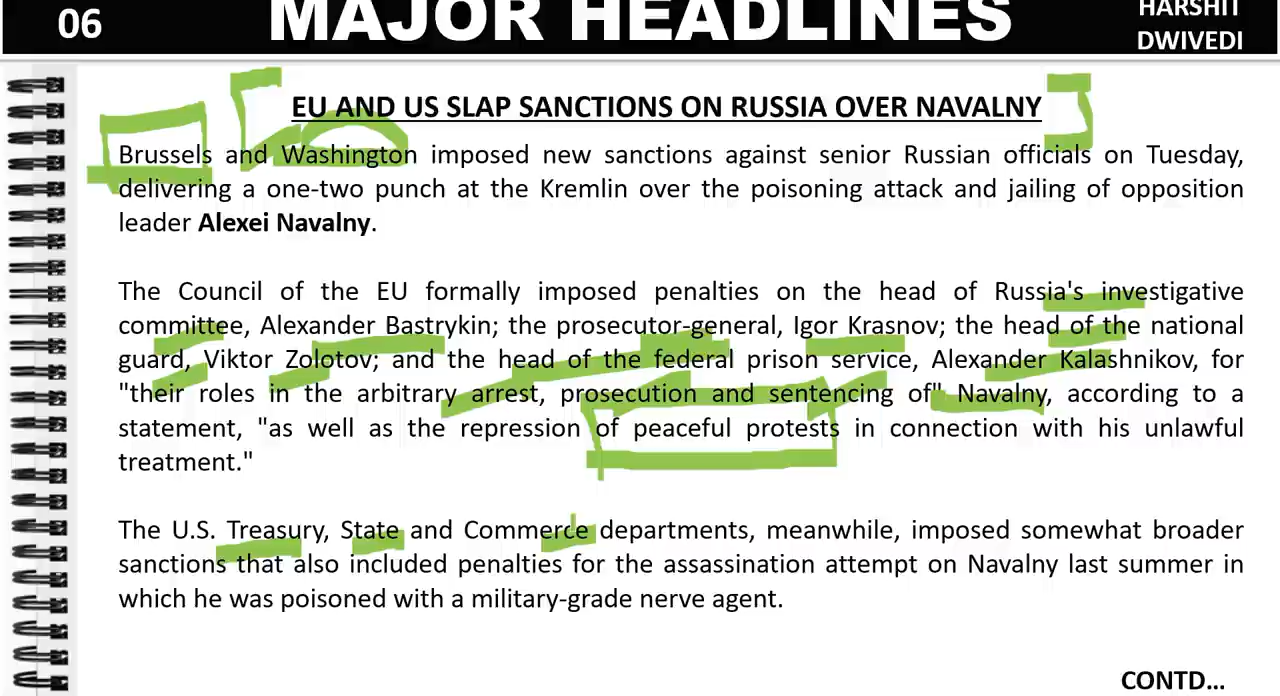 06
MAJOR HEADLINES
HARSHIT
DWIVEDI
EU AND US SLAP SANCTIONS ON RUSSIA OVER NAVALNY
Brussels and Washington imposed new sanctions against senior Russian officials on Tuesday,
delivering a one-two punch at the Kremlin over the poisoning attack and jailing of opposition
leader Alexei Navalny.
The Council of the EU formally imposed penalties on the head of Russia's investigative
committee, Alexander Bastrykin; the prosecutor-general, Igor Krasnov; the head of the national
guard, Viktor Zolotov; and the head of the federal prison service, Alexander Kalashnikov, for
"their roles in the arbitrary arrest, prosecution and sentencing of" Navalny, according to a
statement, "as well as the repression of peaceful protests in connection with his unlawful
treatment."
The U.S. Treasury, State and Commerce departments, meanwhile, imposed somewhat broader
sanctions that also included penalties for the assassination attempt on Navalny last summer in
which he was poisoned with a military-grade nerve agent.
CONTD...